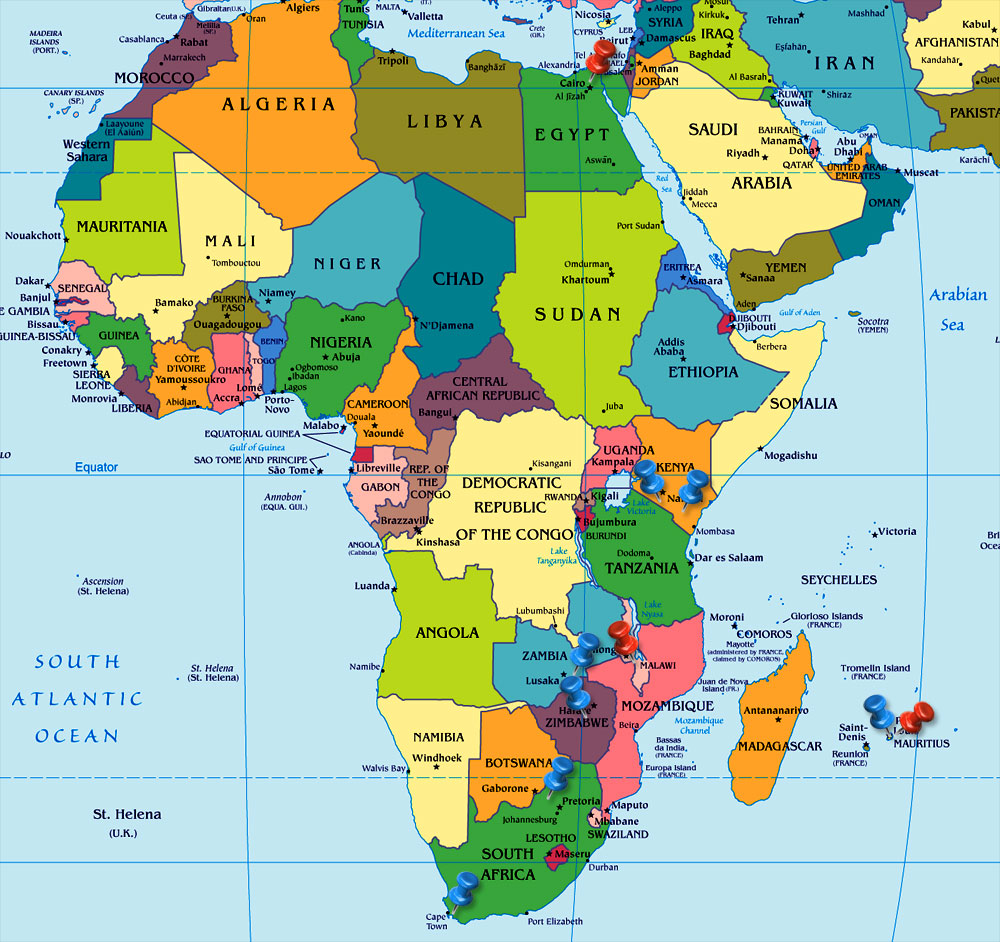 MADEIRA
ISLANDS
(PORT.)
Ceuta (SP.)
Gibraltar (U.K.)
Melilla
(SP.)
Oran
Algiers
Tunis
TUNISIA
MALTA
Valletta
Crete
(GR.)
Nicosia
CYPRUS
Aleppo
SYRIA
LEB.
Beirut
Damascus
Mosul
Kirkuk
IRAQ
Baghdad
Tehran
Mashhad
Kabul
AFGHANISTAN
Kandahār
Casablanca
Rabat
Marrakech
MOROCCO
Mediterranean Sea
Tripoli
Banghāzī
Alexandria
Cairo
Al Jīzah
Amman
JORDAN
Al Basrah
Eşfahān
IRAN
Shīrāz
KUWAIT
Kuwait
PAKISTA
Karāchi
CANARY ISLANDS
(SP.)
Laayoune
(El Aaiún)
Western
Sahara
ALGERIA
LIBYA
EGYPT
Aswân
SAUDI
ARABIA
Riyadh
Persian
Gulf
BAHRAIN
Manama
Doha
QATAR
OMAN
Abu
Dhabi
UNITED ARAB
EMIRATES
Muscat
OMAN
Red
Sea
Jiddah
Mecca
Port Sudan
Nouakchott
MAURITANIA
MALI
Tombouctou
NIGER
CHAD
Omdurman
Khartoum
SUDAN
ERITREA
Asmara
YEMEN
Sanaa
Aden
Gulf of Aden
Socotra
(YEMEN)
Arabian
Sea
Dakar
SENEGAL
Banjul
E GAMBIA
Bissau
GUINEA-BISSAU
Bamako
BURKINA
FASO
Ouagadougou
Niamey
Kano
N'Djamena
DJIBOUTI
Djibouti
Berbera
GUINEA
Conakry
Freetown
SIERRA
LEONE
Monrovia
LIBERIA
CÔTE
D'IVOIRE
Yamoussoukro
Abidjan
GHANA
Accra
TOGO
Lomé
BENIN
Porto-
Novo
NIGERIA
Abuja
Ogbomoso
Ibadan
Lagos
CENTRAL
AFRICAN REPUBLIC
Bangui
Juba
Addis
Ababa
ETHIOPIA
SOMALIA
Mogadishu
CAMEROON
Douala
Yaoundé
Malabo
EQUATORIAL GUINEA
Gulf of Guinea
SAO TOME AND PRINCIPE
São Tome
Equator
Annobon
(EQUA. GUI.)
Libreville
GABON
REP. OF
THE
CONGO
Brazzaville
Kinshasa
ANGOLA
(Cabinda)
Kisangani
DEMOCRATIC
REPUBLIC
OF THE CONGO
UGANDA
Kampala
KENYA
Mombasa
RWANDA
Kigali
Lake
Victoria
Bujumbura
BURUNDI
Lake
Tanganyika
Dodoma
TANZANIA
Dar es Salaam
Victoria
SEYCHELLES
Ascension
(St. Helena)
Luanda
ANGOLA
Namibe
Lubumbashi
Lake
Nyasa
MALAWI
Moroni
COMOROS
Mayotte
(administered by FRANCE,
claimed by COMOROS)
Glorioso Islands
(FRANCE)
SOUTH
ATLANTIC
OCEAN
St. Helena
(St. Helena)
ZAMBIA
Lusaka
ZIMBABWE
MOZAMBIQUE
Beira
Mozambique
Channel
Juan de Nova
Island (FR.)
Tromelin Island
(FRANCE)
Antananarivo
MADAGASCAR
Saint-
Denis
Reunion
(FRANCE)
MAURITIUS
Bassas
da India,
(FRANCE)
Europa Island
(FRANCE)
NAMIBIA
Windhoek
Walvis Bay
BOTSWANA
Gaborone
Pretoria
Johannesburg
Maputo
Mbabane
SWAZILAND
St. Helena
(U.K.)
LESOTHO
Maseru
Durban
SOUTH
AFRICA
Cape
Town
Port Elizabeth